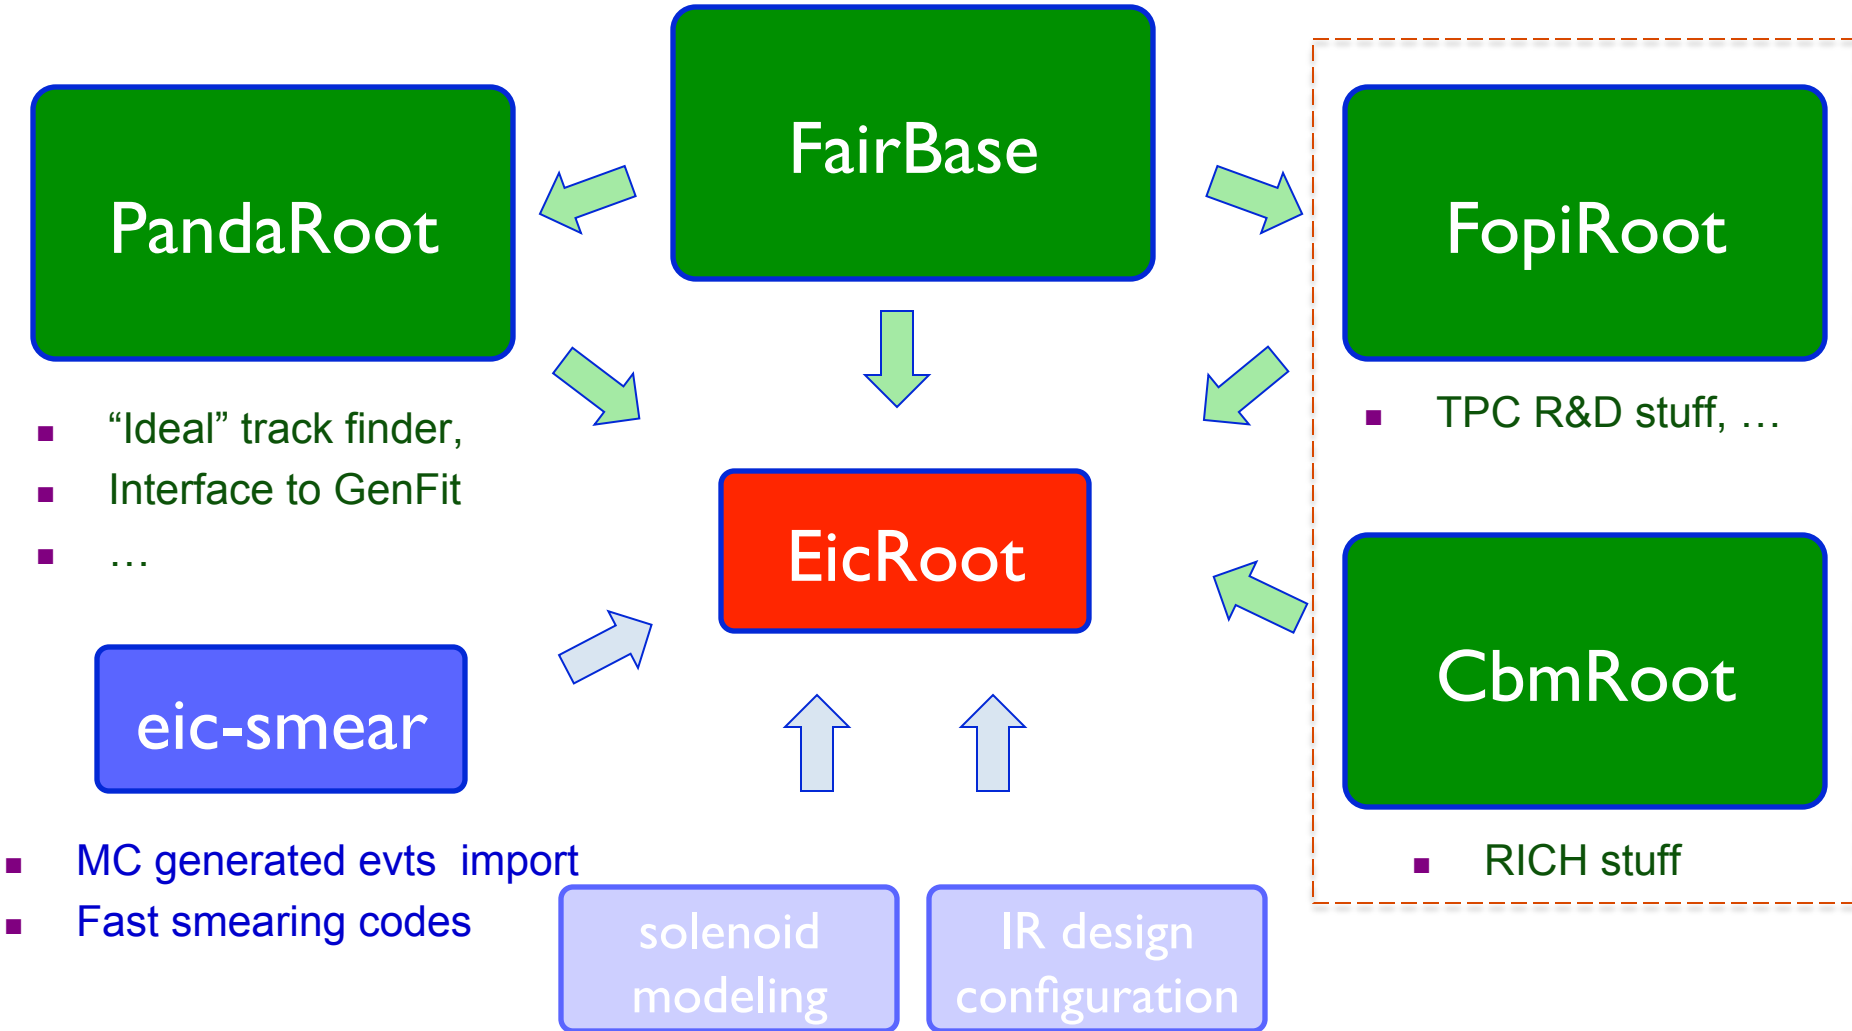 FairBase
PandaRoot
FopiRoot
“Ideal” track finder,
Interface to GenFit
…
TPC R&D stuff, …
EicRoot
eic-smear
CbmRoot
MC generated evts  import
Fast smearing codes
RICH stuff
solenoid
modeling
IR design
configuration